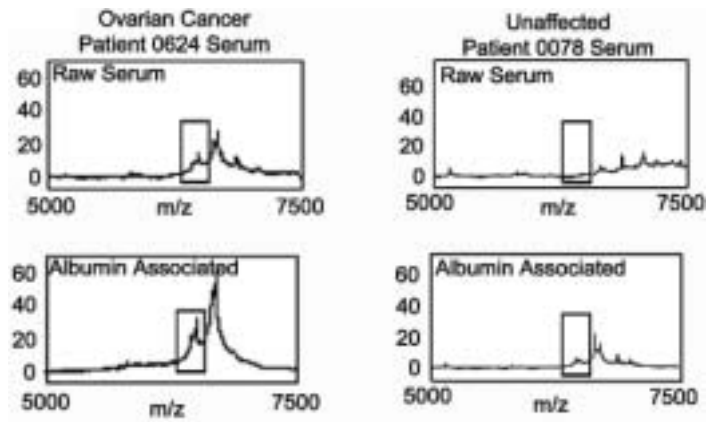 Ovarian Cancer
Patient 0624 Serum
Unaffected
Patient 0078 Serum
60
40
20
0
Raw Serum
5000 m/z 7500
60
40
20
0
Raw Serum
5000 m/z 7500
60
40
20
0
Albumin Associated
5000 m/z 7500
60
40
20
0
Albumin Associated
5000 m/z 7500